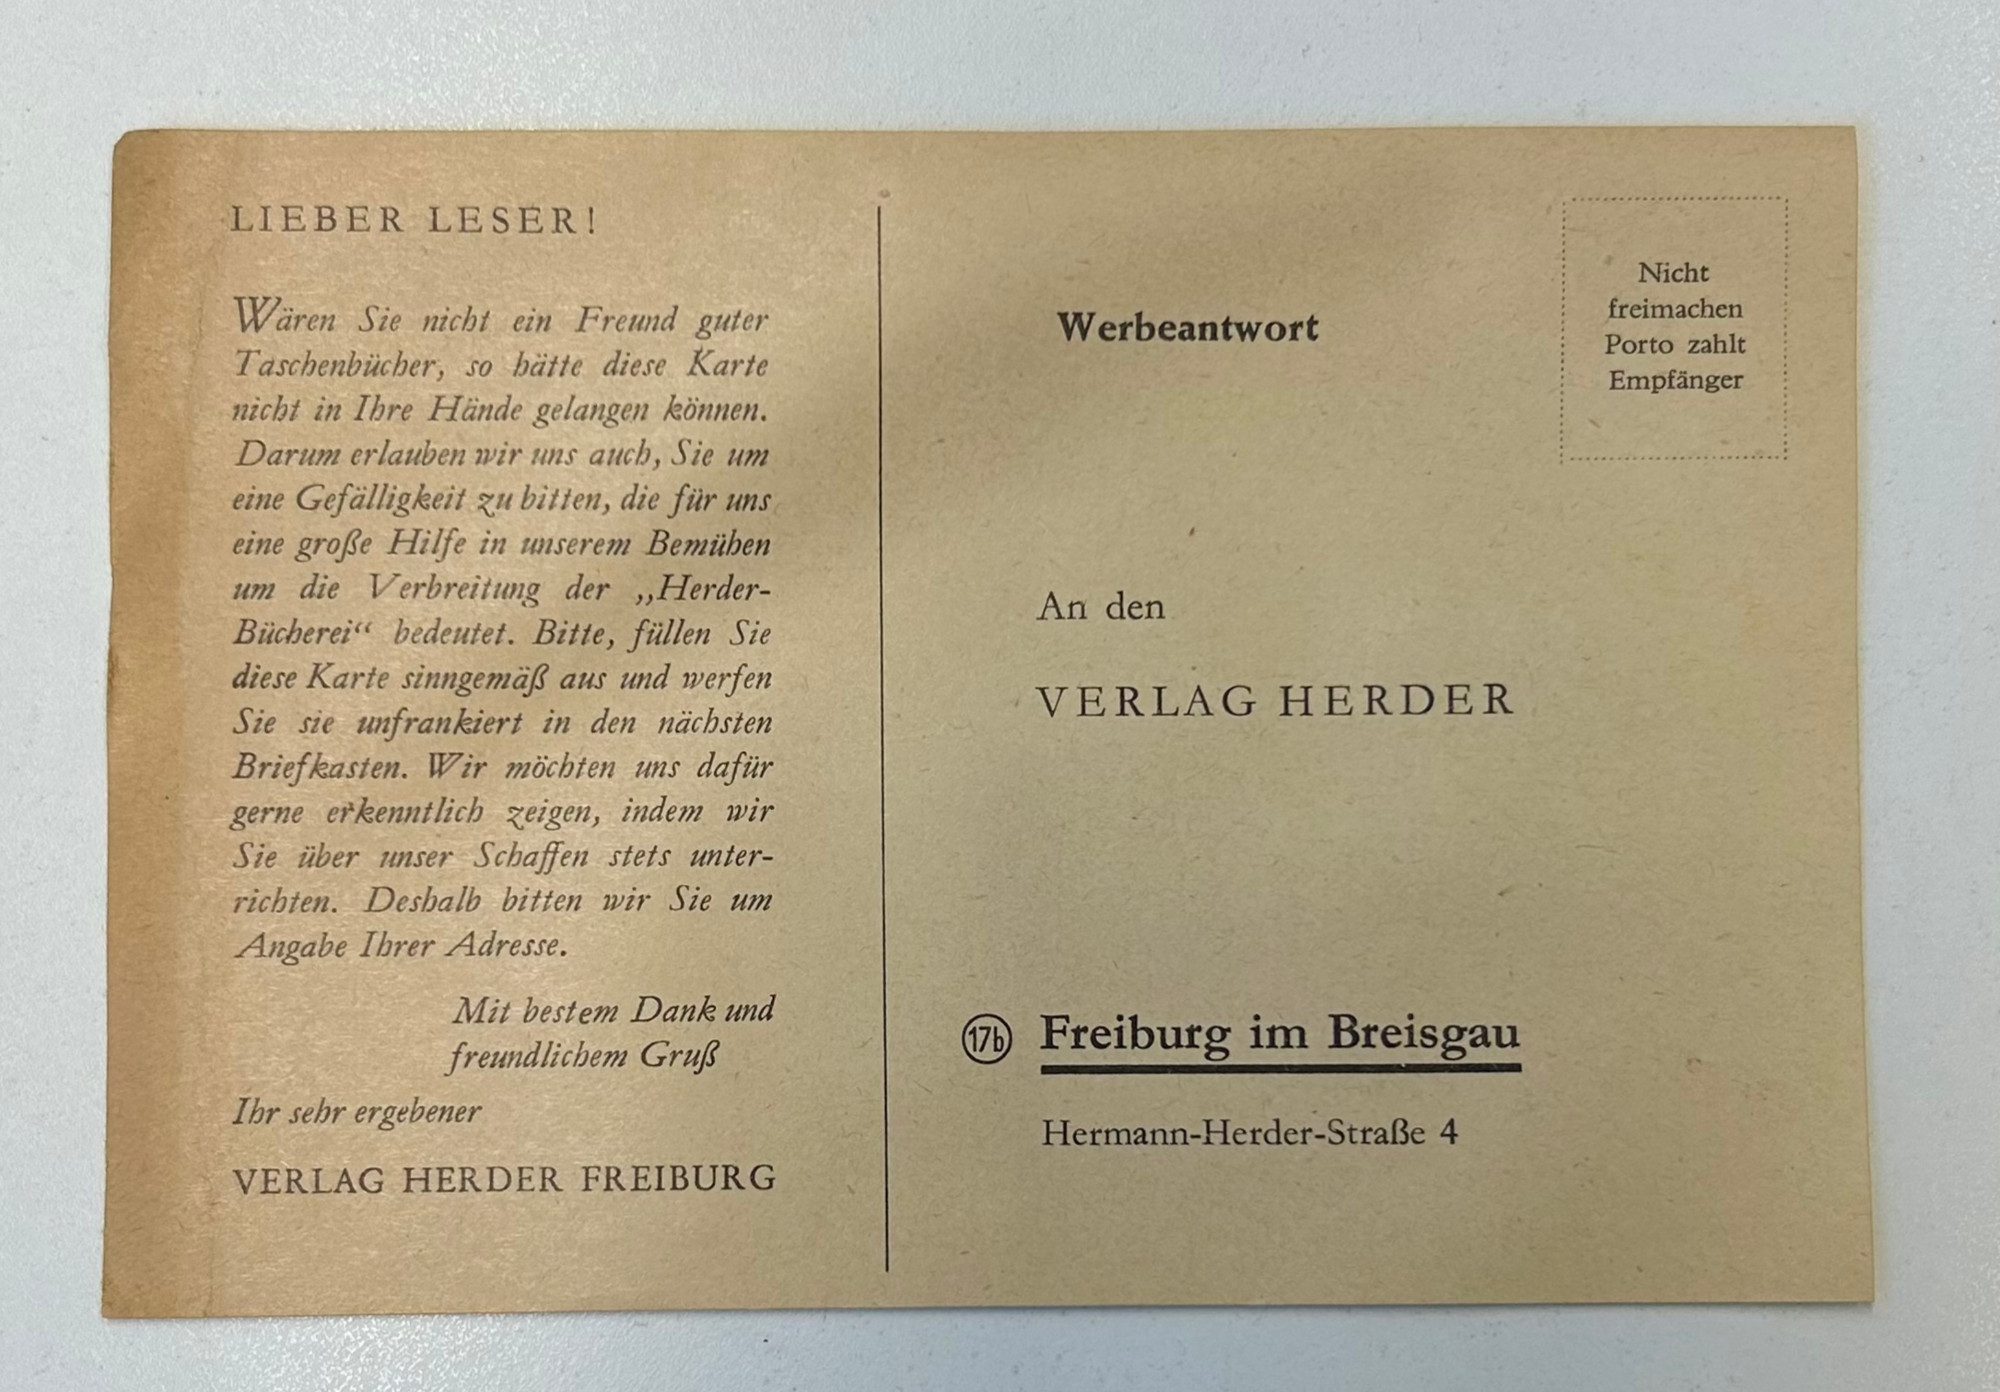 LIEBER LESER!
Wären Sie nicht ein Freund guter
Taschenbücher, so hätte diese Karte
nicht in Ihre Hände gelangen können.
Darum erlauben wir uns auch, Sie um
eine Gefälligkeit zu bitten, die für uns
eine große Hilfe in unserem Bemühen
um die Verbreitung der „Herder-
Bücherei“ bedeutet. Bitte, füllen Sie
diese Karte sinngemäß aus und werfen
Sie sie unfrankiert in den nächsten
Briefkasten. Wir möchten uns dafür
gerne erkenntlich zeigen, indem wir
Sie über unser Schaffen stets unter-
richten. Deshalb bitten wir Sie um
Angabe Ihrer Adresse.
Mit bestem Dank und
freundlichem Gruß
Ihr sehr ergebener
VERLAG HERDER FREIBURG
Werbeantwort
Nicht
freimachen
Porto zahlt
Empfänger
An den
VERLAG HERDER
17b Freiburg im Breisgau
Hermann-Herder-Straße 4